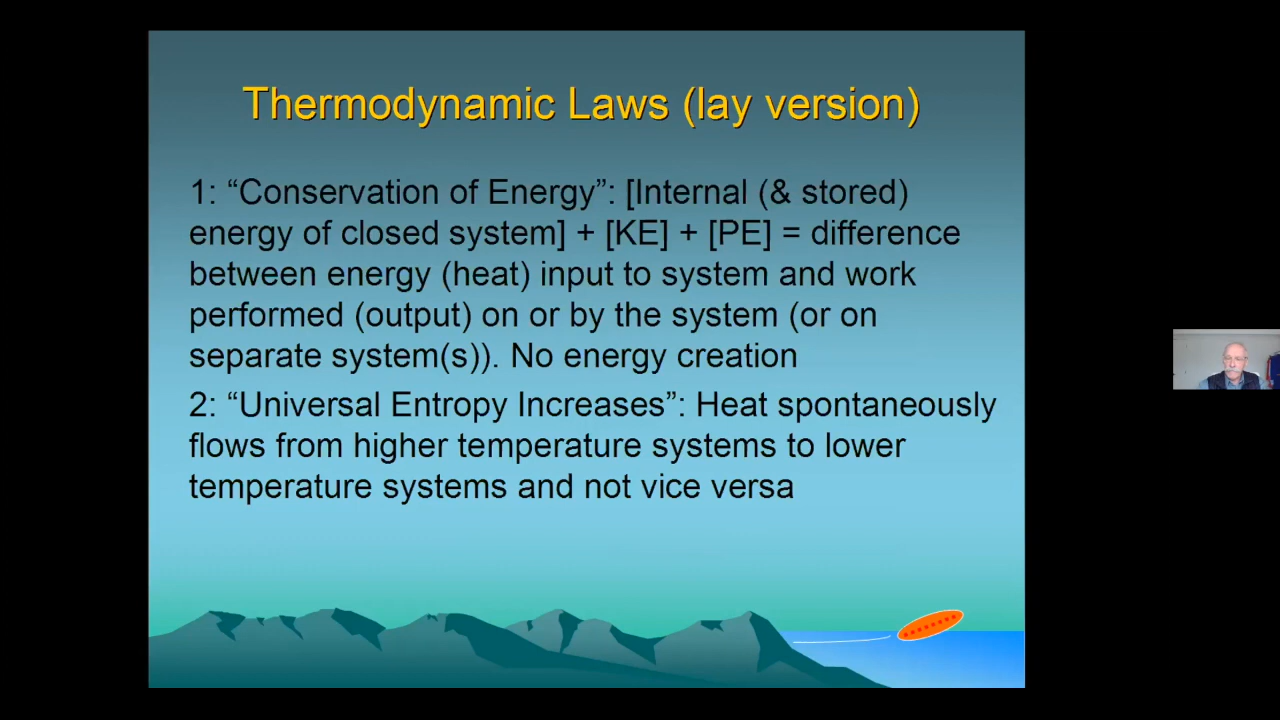 Thermodynamic Laws (lay version)
1: “Conservation of Energy”: [Internal (& stored)
energy of closed system] + [KE] + [PE] = difference
between energy (heat) input to system and work
performed (output) on or by the system (or on
separate system(s)). No energy creation
2: “Universal Entropy Increases”: Heat spontaneously
flows from higher temperature systems to lower
temperature systems and not vice versa